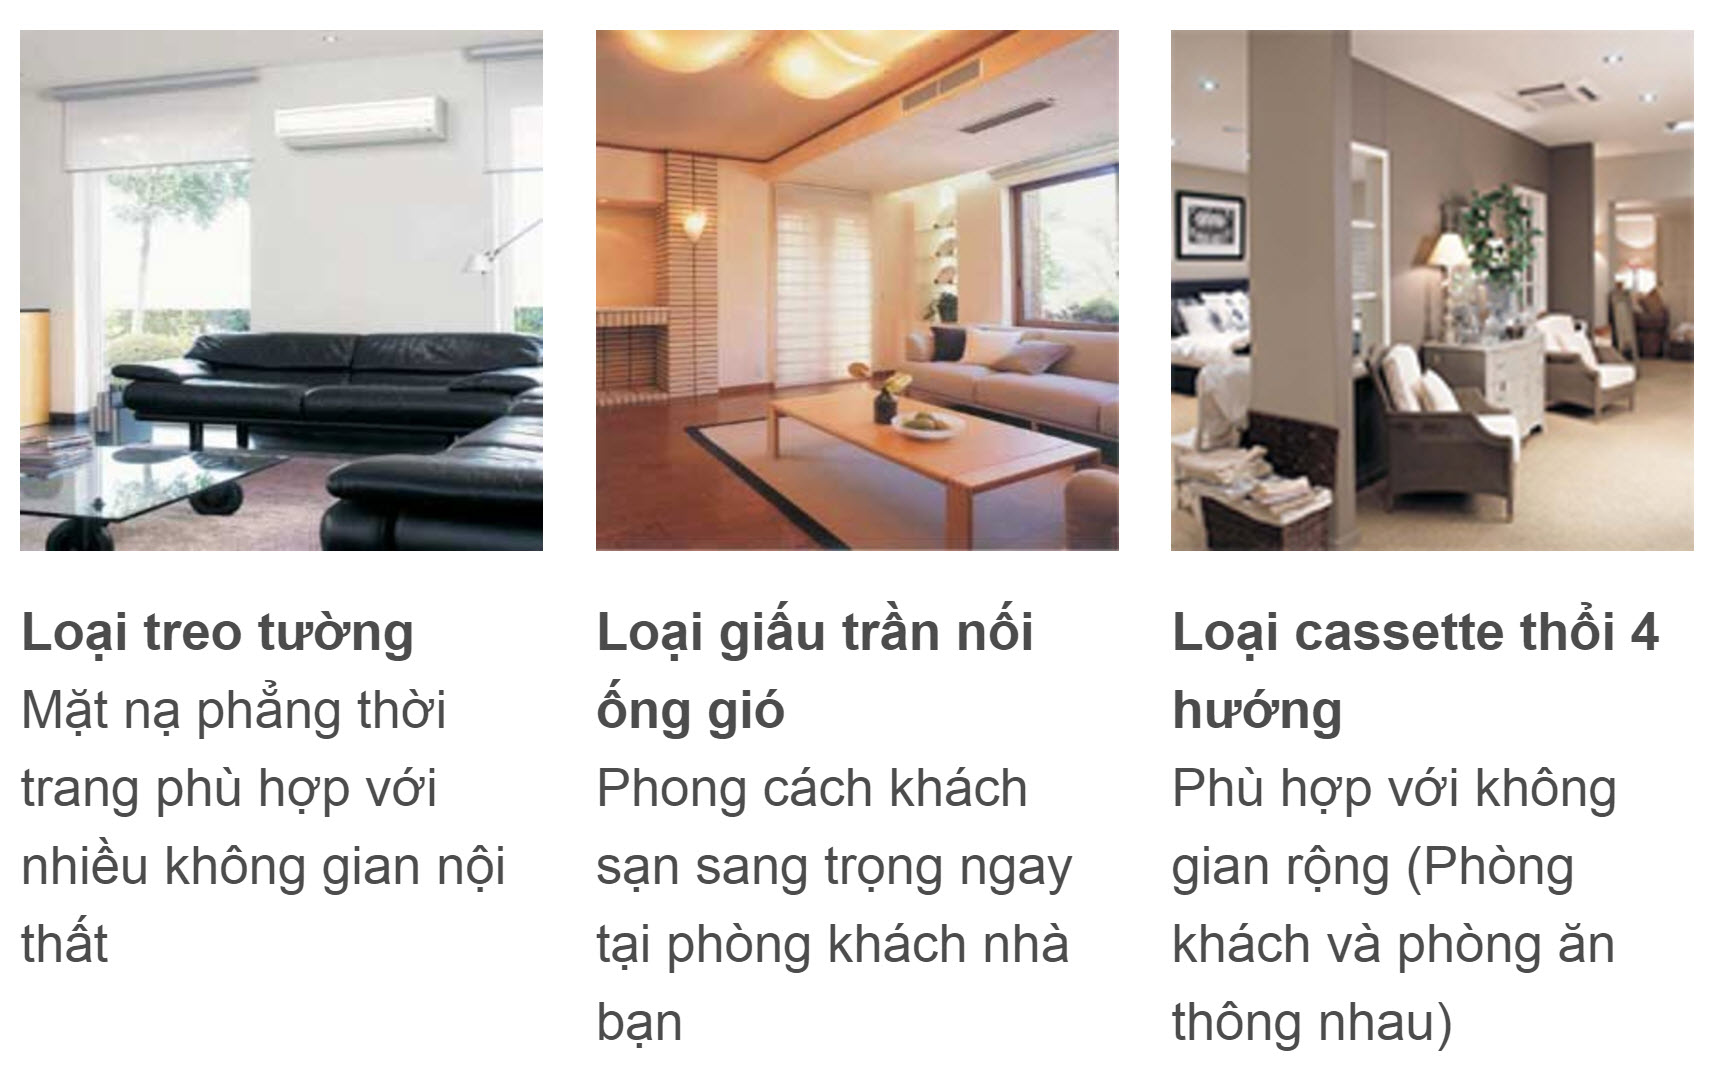 Loại treo tường
Mặt nạ phẳng thời
trang phù hợp với
nhiều không gian nội
thất
Loại giấu trần nối
ống gió
Phong cách khách
sạn sang trọng ngay
tại phòng khách nhà
bạn
Loại cassette thổi 4
hướng
Phù hợp với không
gian rộng (Phòng
khách và phòng ăn
thông nhau)